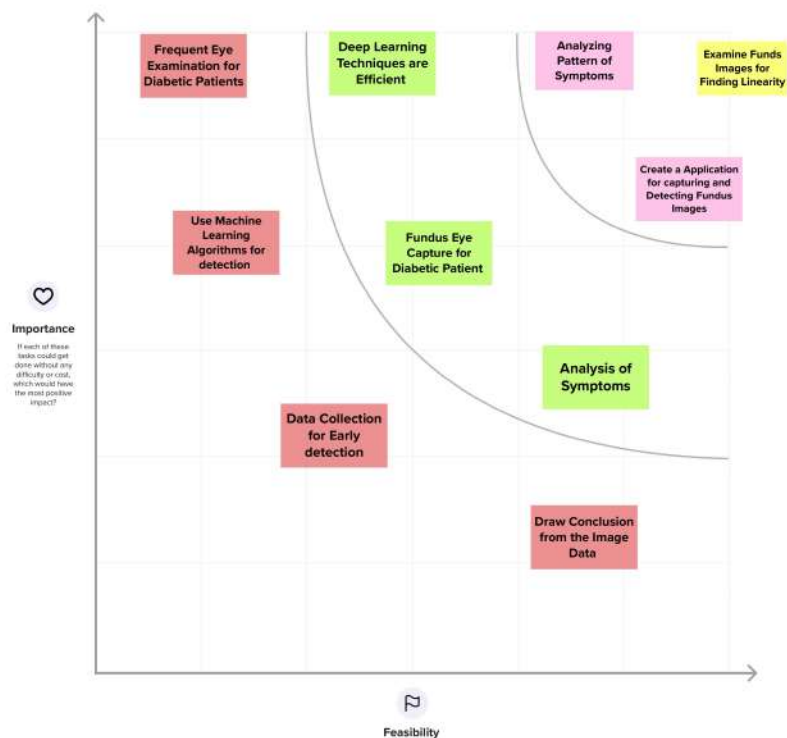 Frequent Eye
Examination for
Diabetic Patients
Deep Learning
Techniques are
Efficient
Analyzing
Pattern of
Symptoms
Examine Funds
Images for
Finding Linearity
Create a Application
for capturing and
Detecting Fundus
Images
Use Machine
Learning
Algorithms for
detection
Fundus Eye
Capture for
Diabetic Patient
Importance
If each of these
tasks could get
done without any
difficulty or cost,
which would have
the most positive
impact?
Analysis of
Symptoms
Data Collection
for Early
detection
Draw Conclusion
from the Image
Data
Feasibility